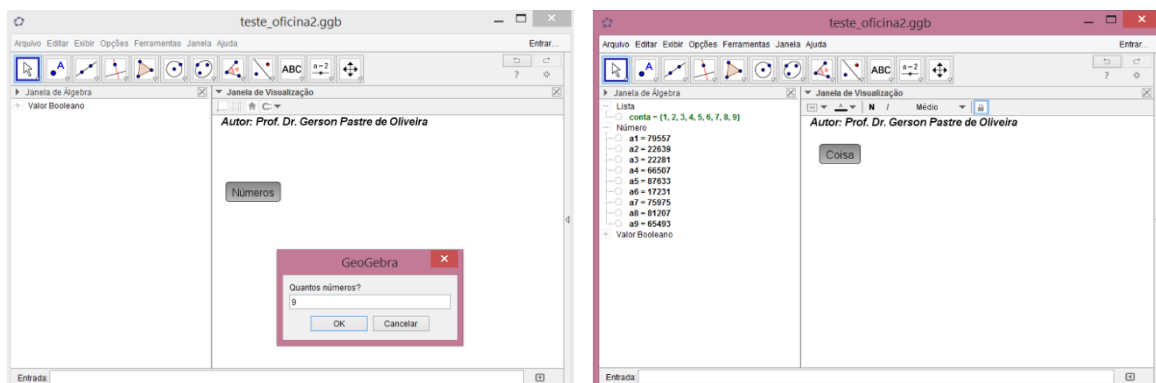 teste_oficina2.ggb
Arquivo Editar Exibir Opções Ferramentas Janela Ajuda
Entrar...
A
ABC
a=2
?
Janela de Álgebra
Janela de Visualização
Valor Booleano
Autor: Prof. Dr. Gerson Pastre de Oliveira
Números
GeoGebra
Quantos números?
9
OK
Cancelar
Entrada:
teste_oficina2.ggb
Arquivo Editar Exibir Opções Ferramentas Janela Ajuda
Entrar...
A
ABC
a=2
?
Janela de Álgebra
Janela de Visualização
Lista
conta = {1, 2, 3, 4, 5, 6, 7, 8, 9}
Número
a1 = 79557
a2 = 22639
a3 = 22281
a4 = 66507
a5 = 87633
a6 = 17231
a7 = 75975
a8 = 81207
a9 = 65493
Valor Booleano
A
N
I
Médio
Autor: Prof. Dr. Gerson Pastre de Oliveira
Coisa
Entrada: